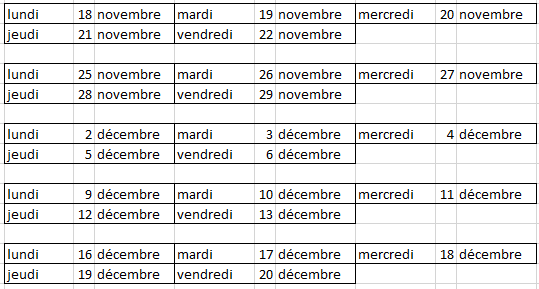 lundi 18 novembre mardi 19 novembre mercredi 20 novembre
jeudi 21 novembre vendredi 22 novembre
lundi 25 novembre mardi 26 novembre mercredi 27 novembre
jeudi 28 novembre vendredi 29 novembre
lundi 2 décembre mardi 3 décembre mercredi 4 décembre
jeudi 5 décembre vendredi 6 décembre
lundi 9 décembre mardi 10 décembre mercredi 11 décembre
jeudi 12 décembre vendredi 13 décembre
lundi 16 décembre mardi 17 décembre mercredi 18 décembre
jeudi 19 décembre vendredi 20 décembre